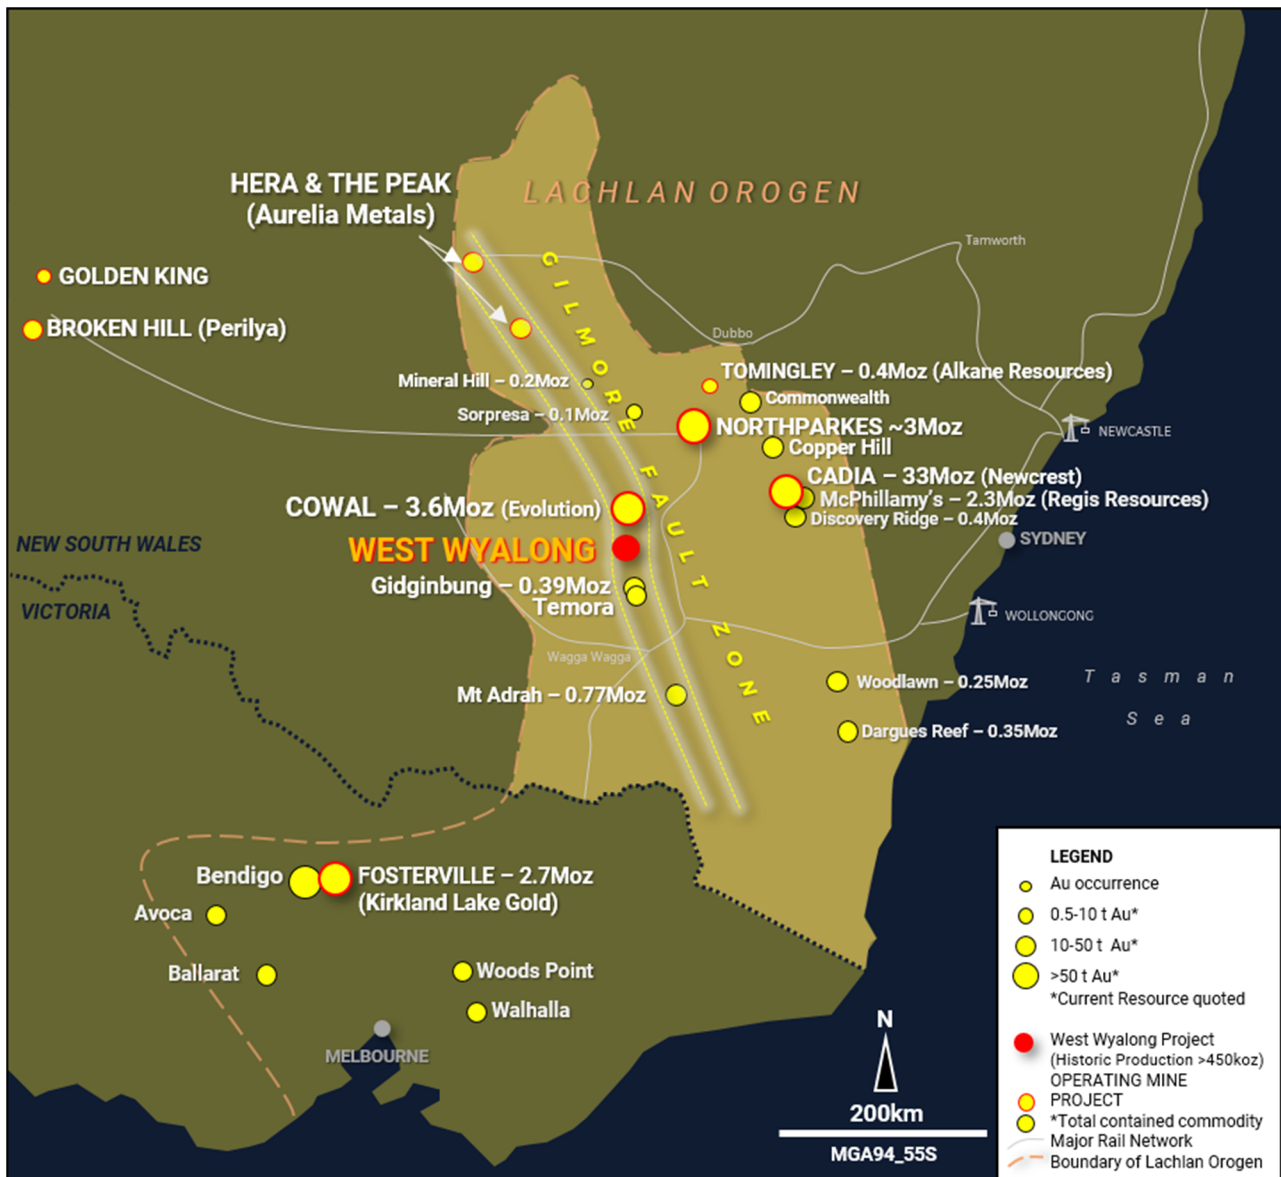 LACHLAN OROGEN
HERA & THE PEAK
(Aurelia Metals)
GILMORE FAULT ZONE
Tamworth
GOLDEN KING
BROKEN HILL (Perilya)
Dubbo
Mineral Hill – 0.2Moz
TOMINGLEY – 0.4Moz (Alkane Resources)
Commonwealth
Sorpresa – 0.1Moz
NORTHPARKES ~3Moz
NEWCASTLE
Copper Hill
CADIA – 33Moz (Newcrest)
McPhillamy's – 2.3Moz (Regis Resources)
COWAL – 3.6Moz (Evolution)
Discovery Ridge – 0.4Moz
SYDNEY
NEW SOUTH WALES
WEST WYALONG
Gidginbung – 0.39Moz
Temora
VICTORIA
WOLLONGONG
Wagga Wagga
Mt Adrah – 0.77Moz
Woodlawn – 0.25Moz
Tasman
Sea
Dargues Reef – 0.35Moz
Bendigo
FOSTERVILLE – 2.7Moz
(Kirkland Lake Gold)
Avoca
Ballarat
Woods Point
Walhalla
MELBOURNE
N
200km
MGA94_55S
LEGEND
Au occurrence
0.5-10 t Au*
10-50 t Au*
>50 t Au*
*Current Resource quoted
West Wyalong Project
(Historic Production >450koz)
OPERATING MINE
PROJECT
*Total contained commodity
Major Rail Network
Boundary of Lachlan Orogen